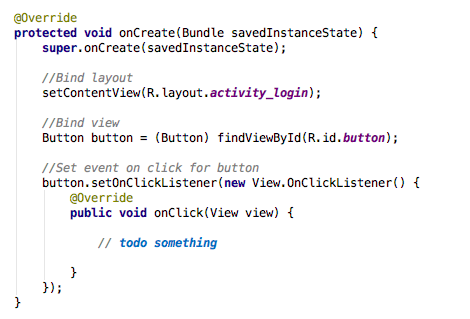 @Override
protected void onCreate(Bundle savedInstanceState) {
super.onCreate(savedInstanceState);
//Bind layout
setContentView(R.layout.activity_login);
//Bind view
Button button = (Button) findViewById(R.id.button);
//Set event on click for button
button.setOnClickListener(new View.OnClickListener() {
@Override
public void onClick(View view) {
// todo something
}
});
}